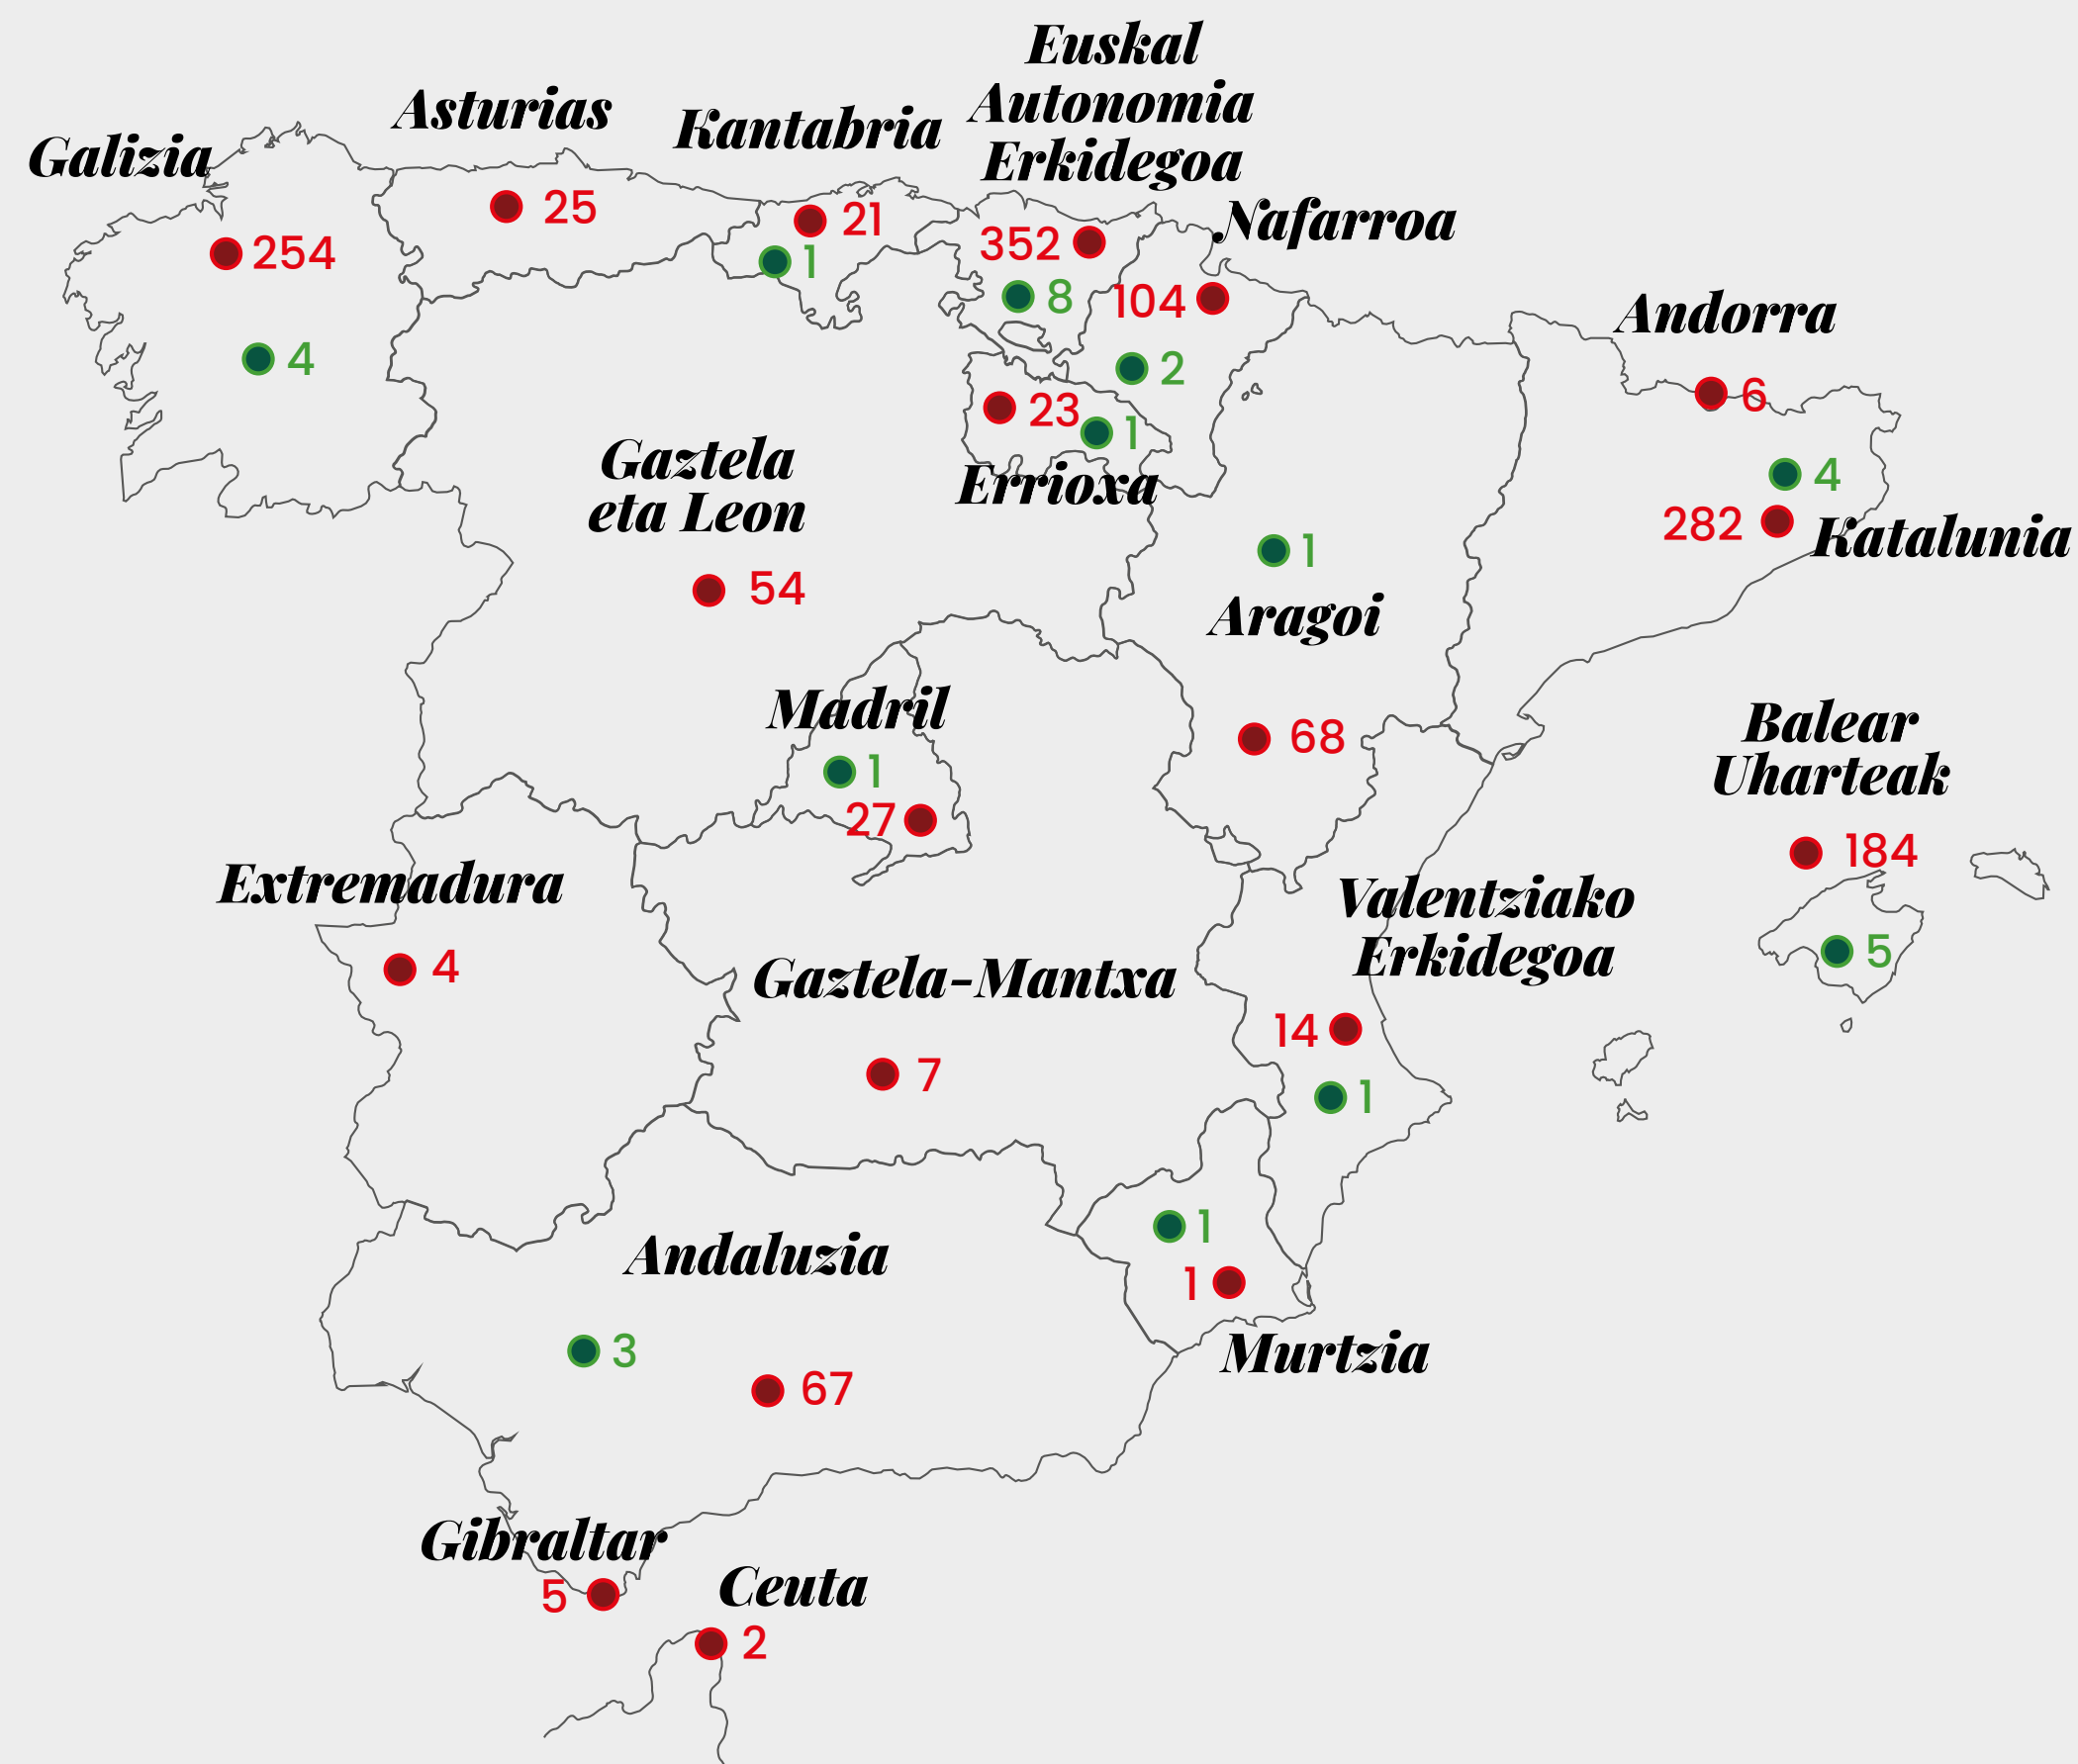 Euskal
Autonomia
Erkidegoa
Asturias
Kantabria
Galizia
Nafarroa
25
21
352
254
1
8
104
Andorra
4
2
6
23
1
Gaztela
eta Leon
Errioxa
4
282
Katalunia
1
54
Aragoi
Madril
68
Balear
Uharteak
1
27
184
Extremadura
Valentziako
Erkidegoa
5
4
Gaztela-Mantxa
14
7
1
1
Andaluzia
1
Murtzia
3
67
Gibraltar
5
Ceuta
2